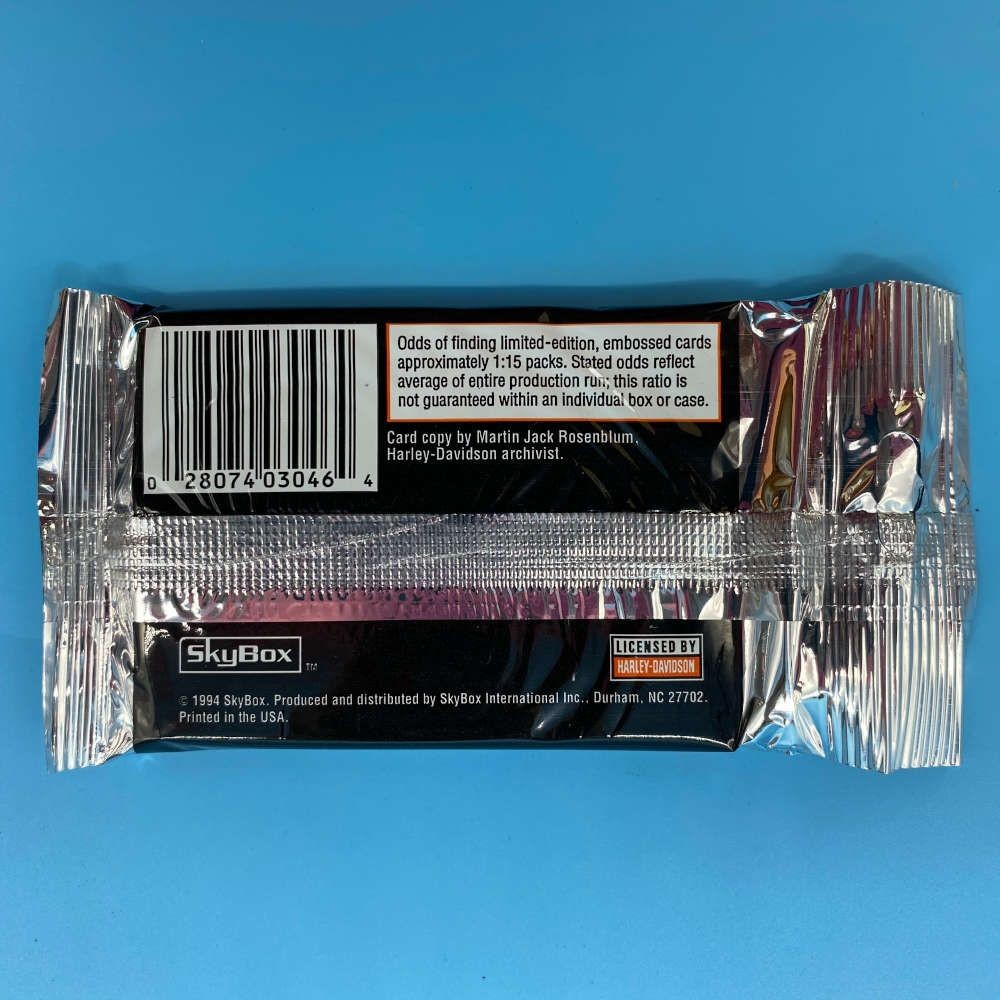 Odds of finding limited-edition, embossed cards
approximately 1:15 packs. Stated odds reflect
average of entire production run; this ratio is
not guaranteed within an individual box or case.
Card copy by Martin Jack Rosenblum,
Harley-Davidson archivist.
0 28074 03046 4
SkyBox TM
LICENSED BY
HARLEY-DAVIDSON
© 1994 SkyBox. Produced and distributed by SkyBox International Inc., Durham, NC 27702.
Printed in the USA.